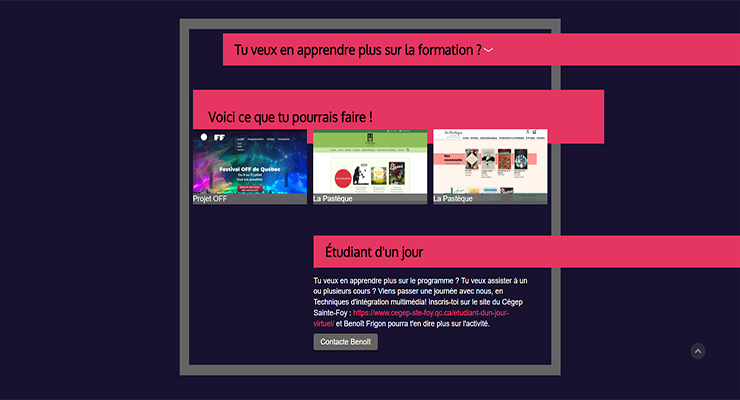 Tu veux en apprendre plus sur la formation ?
Voici ce que tu pourrais faire !
OFF
Festival OFF de Québec
Projet OFF
La Pastèque
La Pastèque
Étudiant d'un jour
Tu veux en apprendre plus sur le programme ? Tu veux assister à un
ou plusieurs cours ? Viens passer une journée avec nous, en
Techniques d'intégration multimédia! Inscris-toi sur le site du Cégep
Sainte-Foy : https://www.cegep-ste-foy.qc.ca/etudiant-dun-jour-
virtuel/ et Benoît Frigon pourra t'en dire plus sur l'activité.
Contacte Benoît